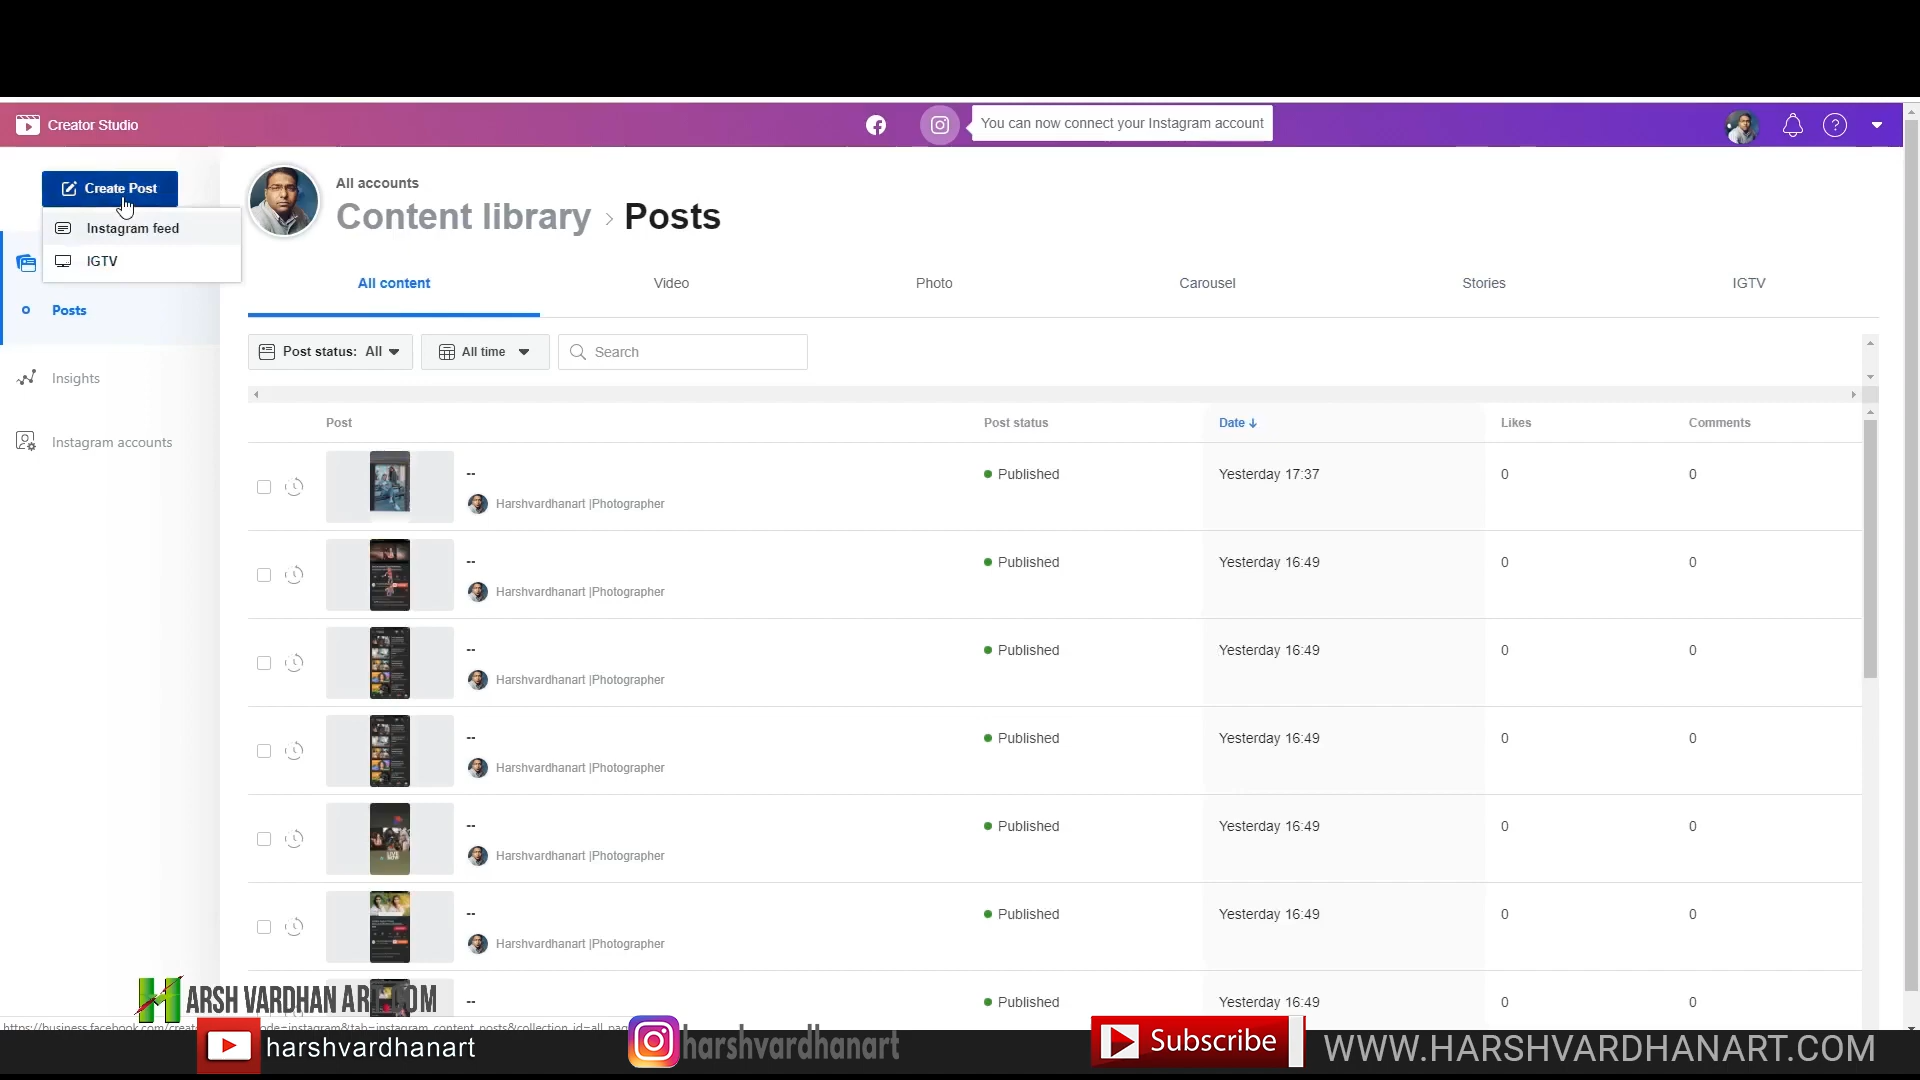 Creator Studio
You can now connect your Instagram account
Create Post
Instagram feed
IGTV
Posts
Insights
Instagram accounts
All accounts
Content library › Posts
All content Video Photo Carousel Stories IGTV
Post status: All All time Search
Post Post status Date ↓ Likes Comments
-- Published Yesterday 17:37 0 0
Harshvardhanart |Photographer
-- Published Yesterday 16:49 0 0
Harshvardhanart |Photographer
-- Published Yesterday 16:49 0 0
Harshvardhanart |Photographer
-- Published Yesterday 16:49 0 0
Harshvardhanart |Photographer
-- Published Yesterday 16:49 0 0
Harshvardhanart |Photographer
-- Published Yesterday 16:49 0 0
Harshvardhanart |Photographer
-- Published Yesterday 16:49 0 0
HARSH VARDHAN ART.COM
harshvardhanart
harshvardhanart
Subscribe
WWW.HARSHVARDHANART.COM